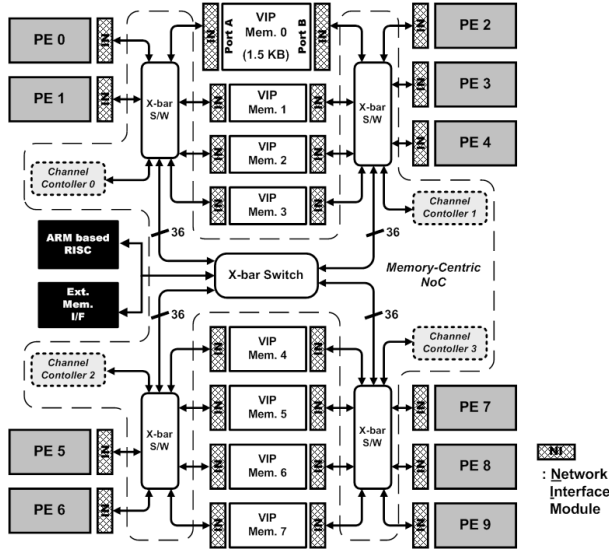 PE 0
NI
NI
Port A
VIP
Mem. 0
(1.5 KB)
Port B
NI
NI
PE 2
PE 1
NI
X-bar
S/W
NI
VIP
Mem. 1
NI
X-bar
S/W
NI
PE 3
NI
VIP
Mem. 2
NI
NI
PE 4
Channel
Contoller 0
NI
VIP
Mem. 3
NI
Channel
Contoller 1
36
36
ARM based
RISC
X-bar Switch
Memory-Centric
NoC
Ext.
Mem.
I/F
36
36
Channel
Contoller 2
NI
VIP
Mem. 4
NI
Channel
Contoller 3
X-bar
S/W
NI
VIP
Mem. 5
NI
X-bar
S/W
NI
PE 7
PE 5
NI
NI
VIP
Mem. 6
NI
NI
PE 8
PE 6
NI
NI
VIP
Mem. 7
NI
NI
PE 9
NI
: Network
Interface
Module